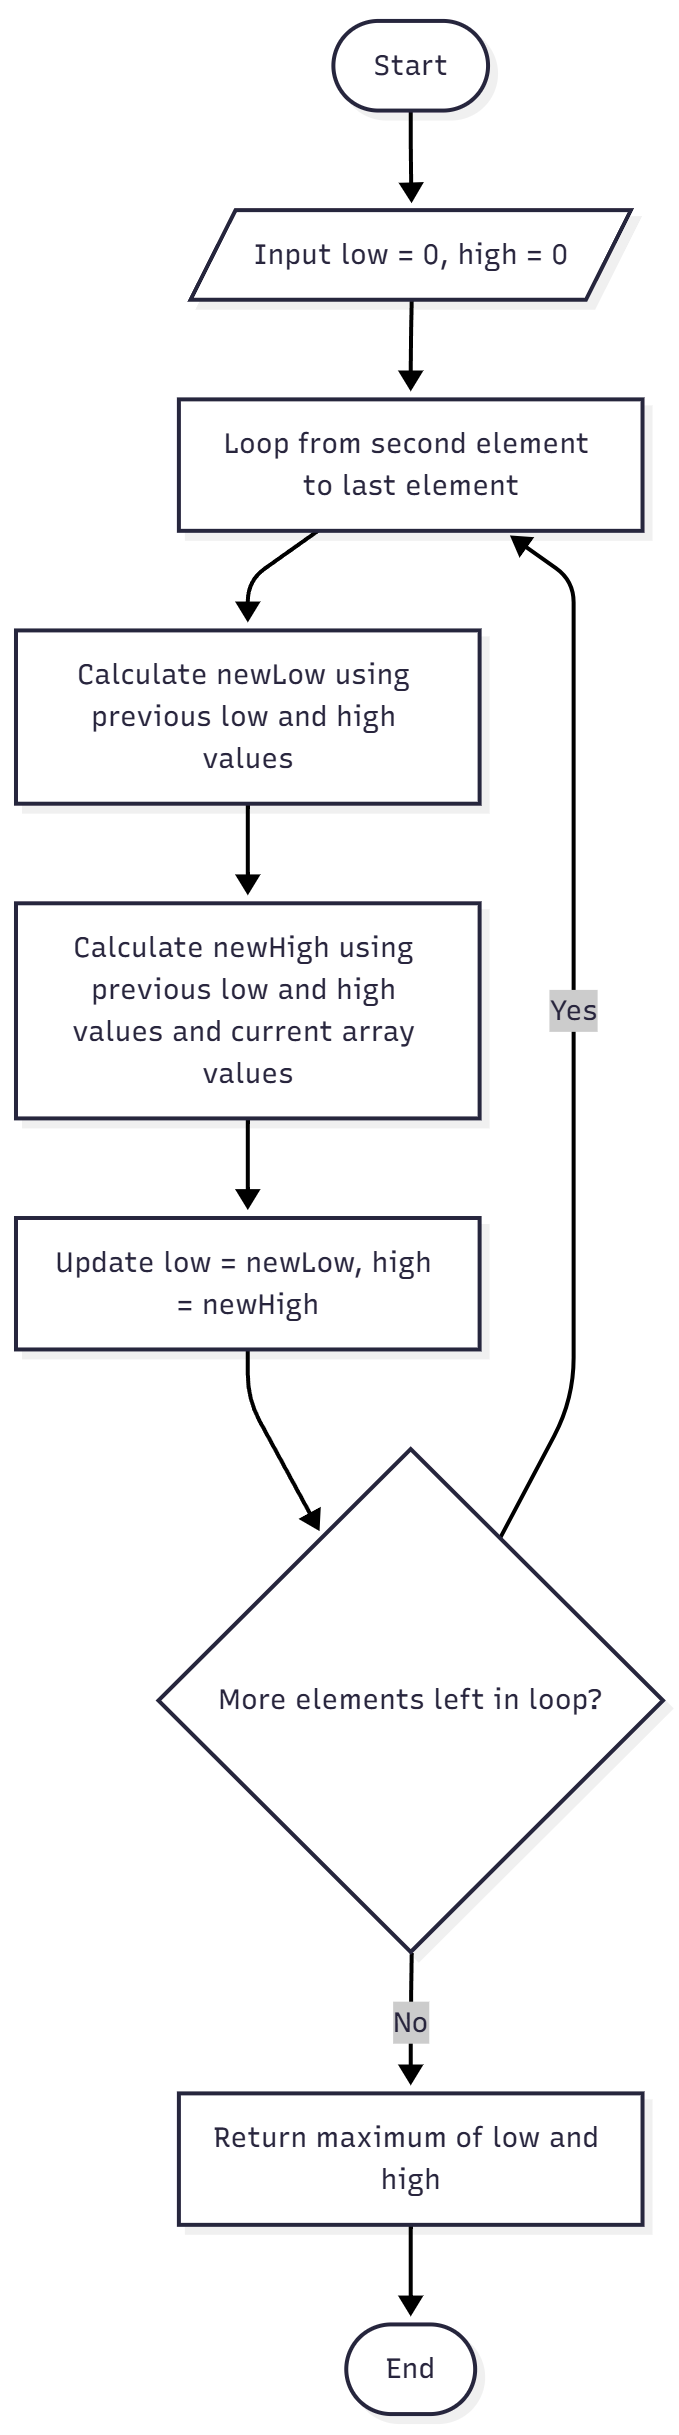 Start
Input low = 0, high = 0
Loop from second element
to last element
Calculate newLow using
previous low and high
values
Calculate newHigh using
previous low and high
values and current array
values
Yes
Update low = newLow, high
= newHigh
More elements left in loop?
No
Return maximum of low and
high
End